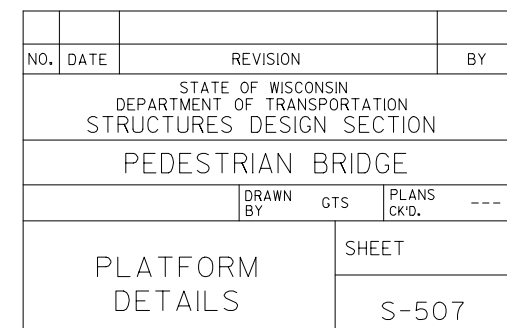 NO. DATE REVISION BY
STATE OF WISCONSIN
DEPARTMENT OF TRANSPORTATION
STRUCTURES DESIGN SECTION
PEDESTRIAN BRIDGE
DRAWN BY GTS PLANS CK'D. ---
PLATFORM
DETAILS
SHEET
S-507